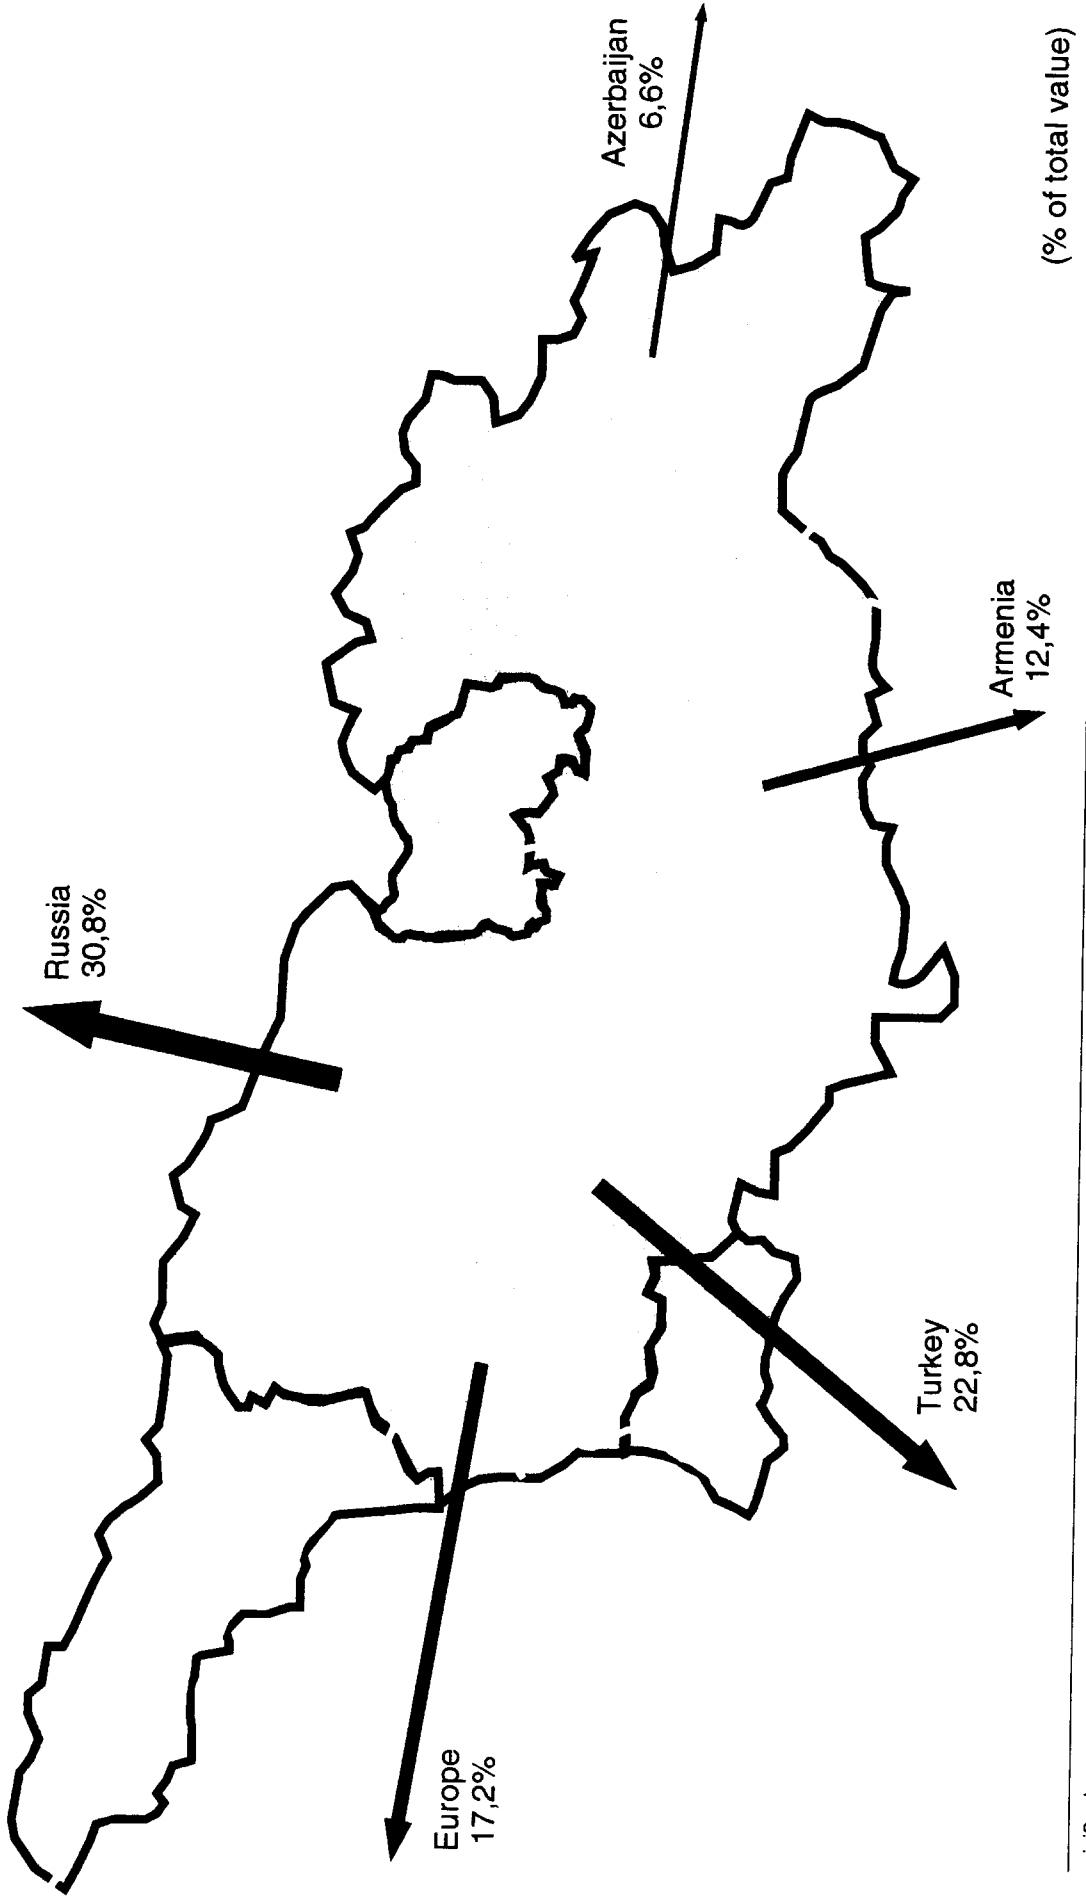 Russia
30,8%
Azerbaijan
6,6%
Europe
17,2%
Turkey
22,8%
Armenia
12,4%
(% of total value)